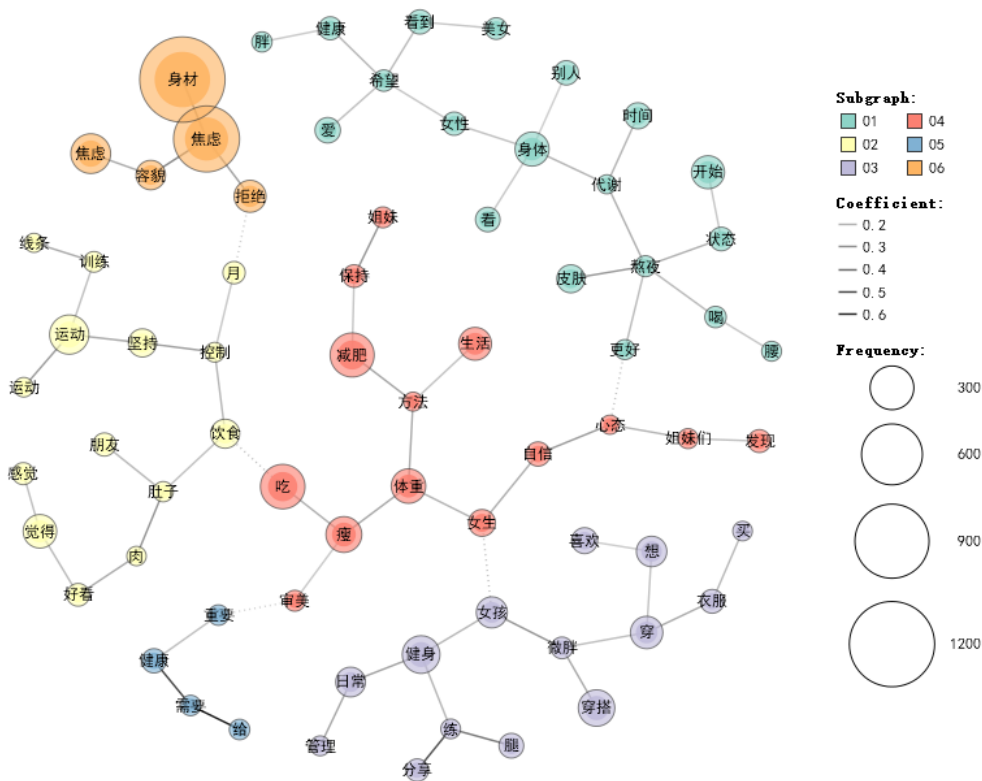 胖
健康
看到
美女
希望
爱
女性
别人
身体
看
时间
代谢
开始
状态
熬夜
皮肤
喝
腰
更好
身材
焦虑
焦虑
容貌
拒绝
月
线条
训练
运动
坚持
控制
运动
饮食
朋友
肚子
感觉
觉得
肉
好看
姐妹
保持
减肥
生活
方法
吃
体重
瘦
女生
自信
心态
姐妹们
发现
审美
重要
健康
需要
给
喜欢
想
买
女孩
微胖
穿
衣服
健身
日常
穿搭
管理
练
腿
分享
Subgraph:
01 04
02 05
03 06
Coefficient:
0.2
0.3
0.4
0.5
0.6
Frequency:
300
600
900
1200